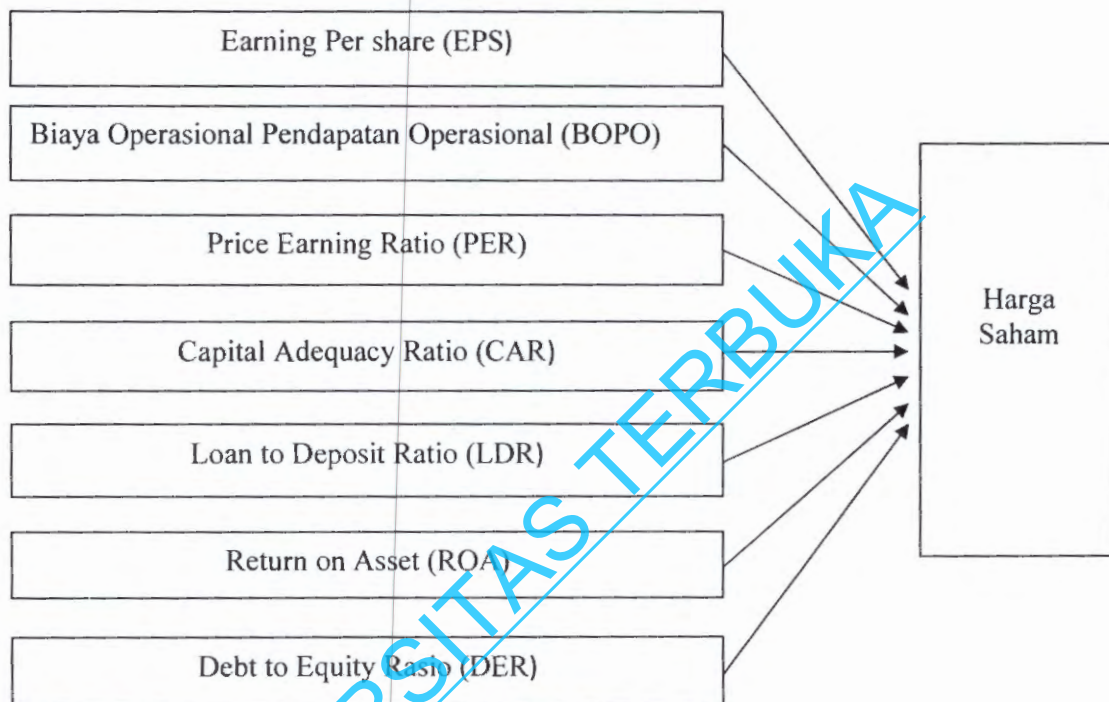 Earning Per share (EPS)
Biaya Operasional Pendapatan Operasional (BOPO)
Price Earning Ratio (PER)
Capital Adequacy Ratio (CAR)
Loan to Deposit Ratio (LDR)
Return on Asset (ROA)
Debt to Equity Rasio (DER)
Harga
Saham
RSITAS TERBUKA